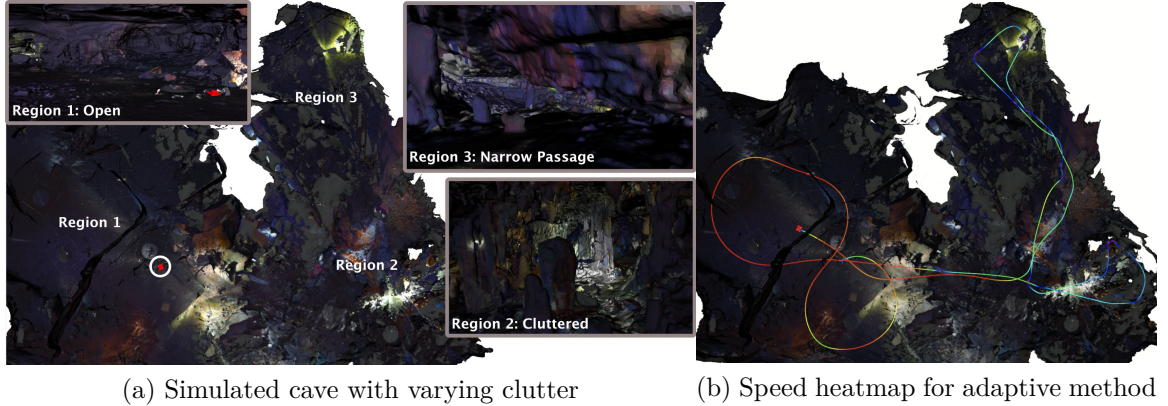 Region 1: Open
Region 3
Region 3: Narrow Passage
Region 1
Region 2
Region 2: Cluttered
(a) Simulated cave with varying clutter
(b) Speed heatmap for adaptive method